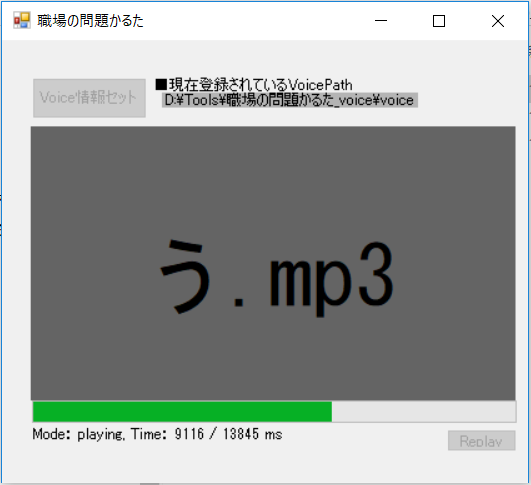 職場の問題かるた
Voice情報セット
■現在登録されているVoicePath
D:¥Tools¥職場の問題かるた_voice¥voice
う.mp3
Mode: playing, Time: 9116 / 13845 ms
Replay